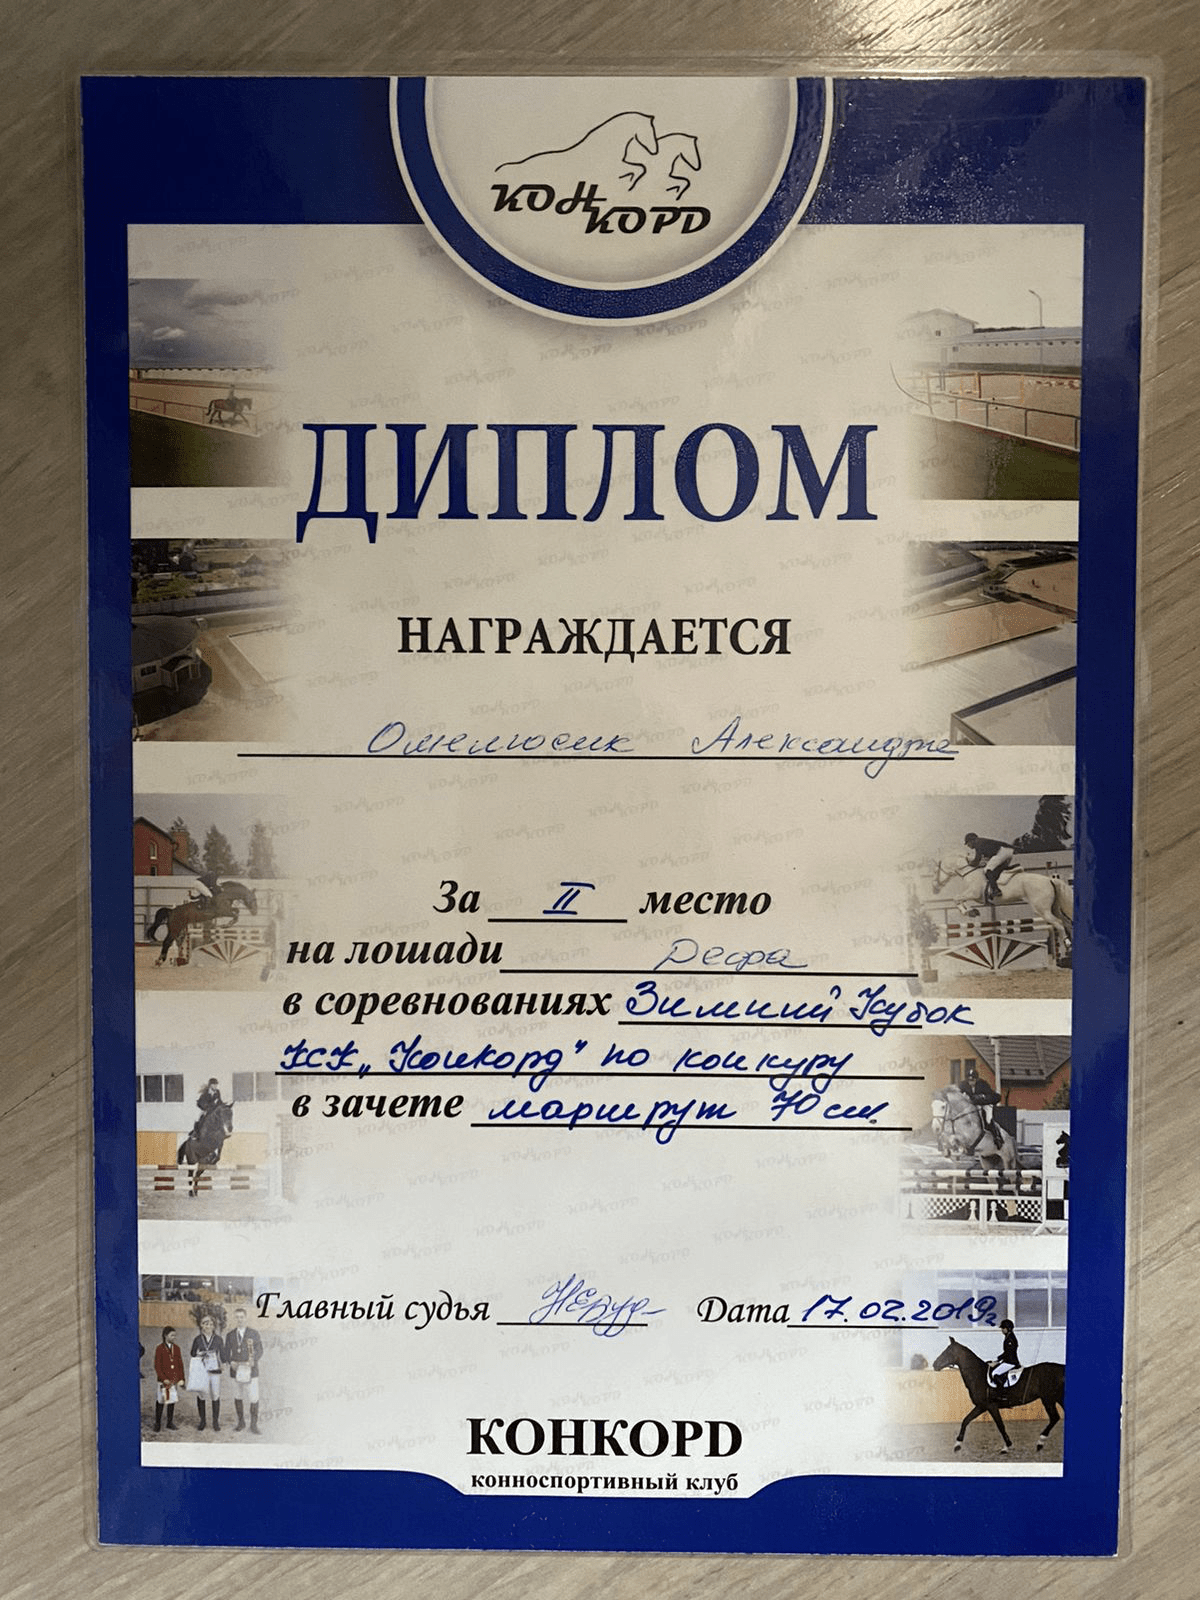 КОНКОРД
ДИПЛОМ
НАГРАЖДАЕТСЯ
Омелюсик Александра
За II место
на лошади Дефа
в соревнованиях Зимний Кубок
КСК „Конкорд" по конкуру
в зачете маршрут 70 см.
Главный судья Дата 17.02.2019г
КОНКОРД
конноспортивный клуб